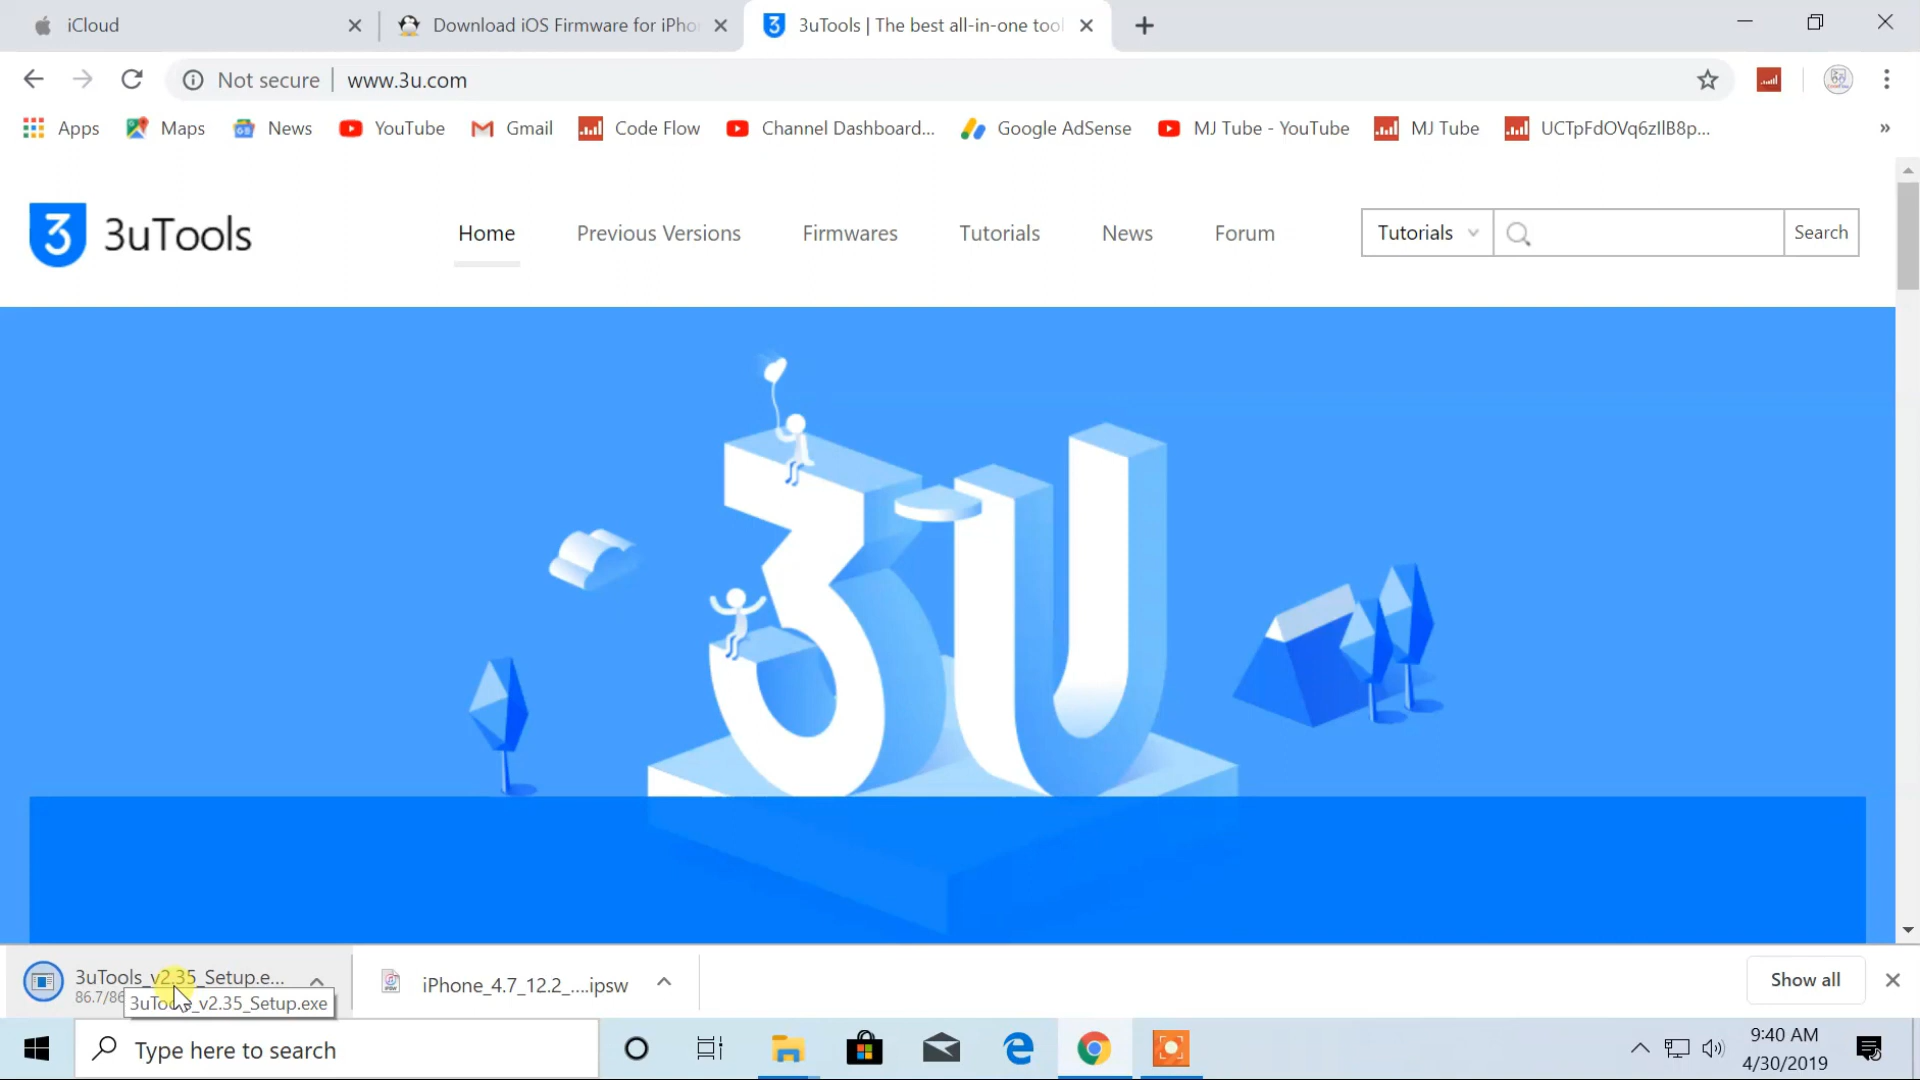 iCloud
Download iOS Firmware for iPho
3uTools | The best all-in-one tool
Not secure
www.3u.com
Apps
Maps
News
YouTube
Gmail
Code Flow
Channel Dashboard...
Google AdSense
MJ Tube - YouTube
MJ Tube
UCTpFdOVq6zIlB8p...
»
3
3uTools
Home
Previous Versions
Firmwares
Tutorials
News
Forum
Tutorials
Search
3U
3uTools_v2.35_Setup.e...
86.7/86
3uTools_v2.35_Setup.exe
iPhone_4.7_12.2_....ipsw
Show all
Type here to search
9:40 AM
4/30/2019